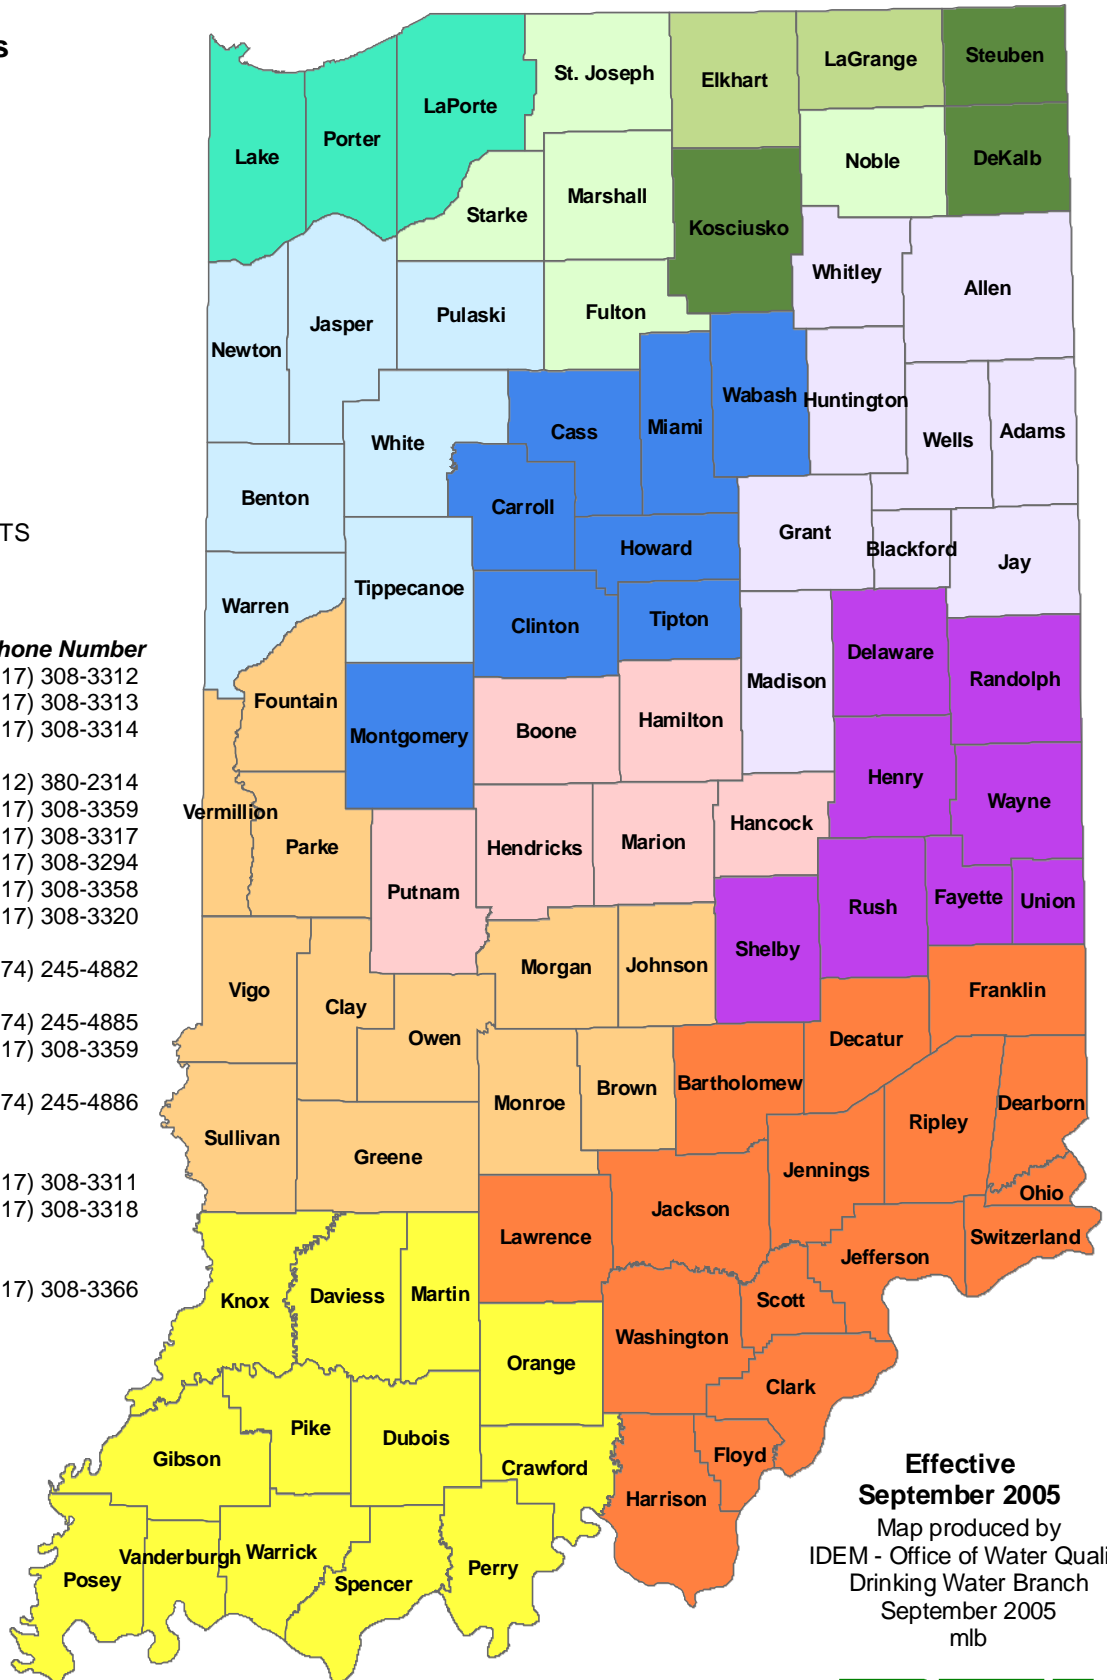 s
St. Joseph
Elkhart
LaGrange
Steuben
LaPorte
Porter
Lake
Noble
DeKalb
Marshall
Starke
Kosciusko
Whitley
Allen
Fulton
Pulaski
Jasper
Newton
Wabash
Huntington
Miami
Cass
White
Wells
Adams
Benton
Carroll
TS
Grant
Howard
Blackford
Jay
Tippecanoe
Warren
Clinton
Tipton
hone Number
17) 308-3312
17) 308-3313
17) 308-3314
12) 380-2314
17) 308-3359
17) 308-3317
17) 308-3294
17) 308-3358
17) 308-3320
74) 245-4882
74) 245-4885
17) 308-3359
74) 245-4886
17) 308-3311
17) 308-3318
17) 308-3366
Delaware
Randolph
Madison
Fountain
Montgomery
Boone
Hamilton
Henry
Wayne
Vermillion
Parke
Hendricks
Marion
Hancock
Putnam
Rush
Fayette
Union
Shelby
Morgan
Johnson
Vigo
Clay
Owen
Franklin
Decatur
Bartholomew
Brown
Monroe
Dearborn
Ripley
Sullivan
Greene
Jennings
Ohio
Jackson
Lawrence
Switzerland
Jefferson
Knox
Daviess
Martin
Scott
Washington
Orange
Clark
Pike
Dubois
Gibson
Crawford
Floyd
Harrison
Vanderburgh
Warrick
Posey
Spencer
Perry
Effective
September 2005
Map produced by
IDEM - Office of Water Quali
Drinking Water Branch
September 2005
mlb